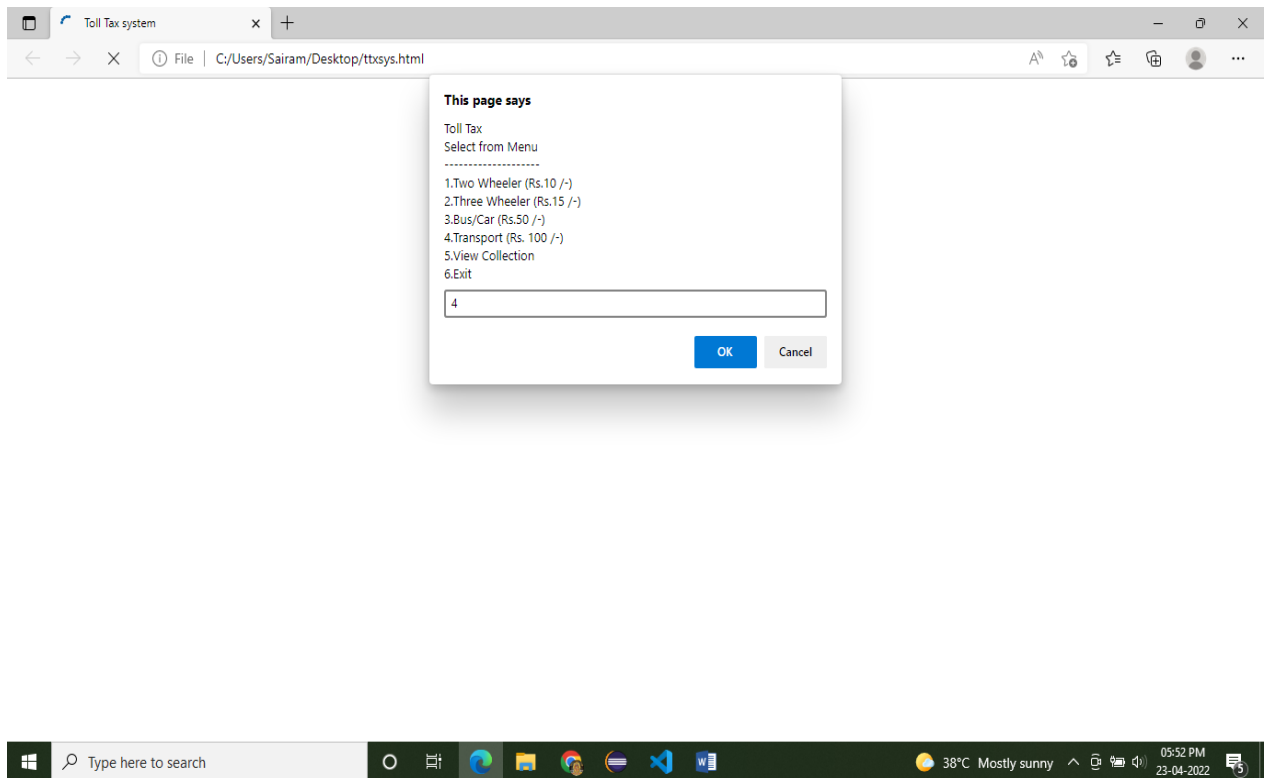 Toll Tax system
File
C:/Users/Sairam/Desktop/ttxsys.html
This page says
Toll Tax
Select from Menu
--------------------
1.Two Wheeler (Rs.10 /-)
2.Three Wheeler (Rs.15 /-)
3.Bus/Car (Rs.50 /-)
4.Transport (Rs. 100 /-)
5.View Collection
6.Exit
4
OK Cancel
Type here to search
38°C Mostly sunny
05:52 PM
23-04-2022
5